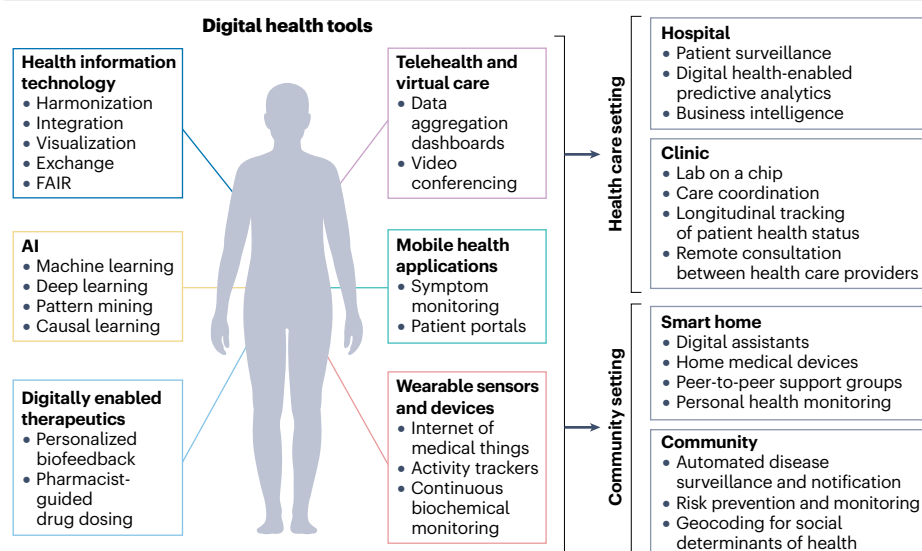 Digital health tools
Health information
technology
• Harmonization
• Integration
• Visualization
• Exchange
• FAIR
AI
• Machine learning
• Deep learning
• Pattern mining
• Causal learning
Digitally enabled
therapeutics
• Personalized
biofeedback
• Pharmacist-
guided
drug dosing
Telehealth and
virtual care
• Data
aggregation
dashboards
• Video
conferencing
Mobile health
applications
• Symptom
monitoring
• Patient portals
Wearable sensors
and devices
• Internet of
medical things
• Activity trackers
• Continuous
biochemical
monitoring
Health care setting
Hospital
• Patient surveillance
• Digital health-enabled
predictive analytics
• Business intelligence
Clinic
• Lab on a chip
• Care coordination
• Longitudinal tracking
of patient health status
• Remote consultation
between health care providers
Community setting
Smart home
• Digital assistants
• Home medical devices
• Peer-to-peer support groups
• Personal health monitoring
Community
• Automated disease
surveillance and notification
• Risk prevention and monitoring
• Geocoding for social
determinants of health